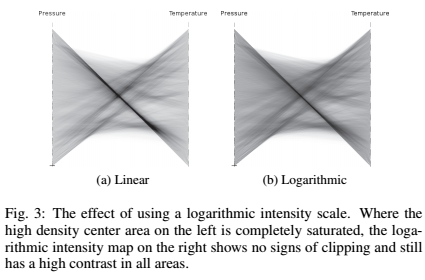 Pressure Temperature Pressure Temperature
(a) Linear (b) Logarithmic
Fig. 3: The effect of using a logarithmic intensity scale. Where the
high density center area on the left is completely saturated, the loga-
rithmic intensity map on the right shows no signs of clipping and still
has a high contrast in all areas.